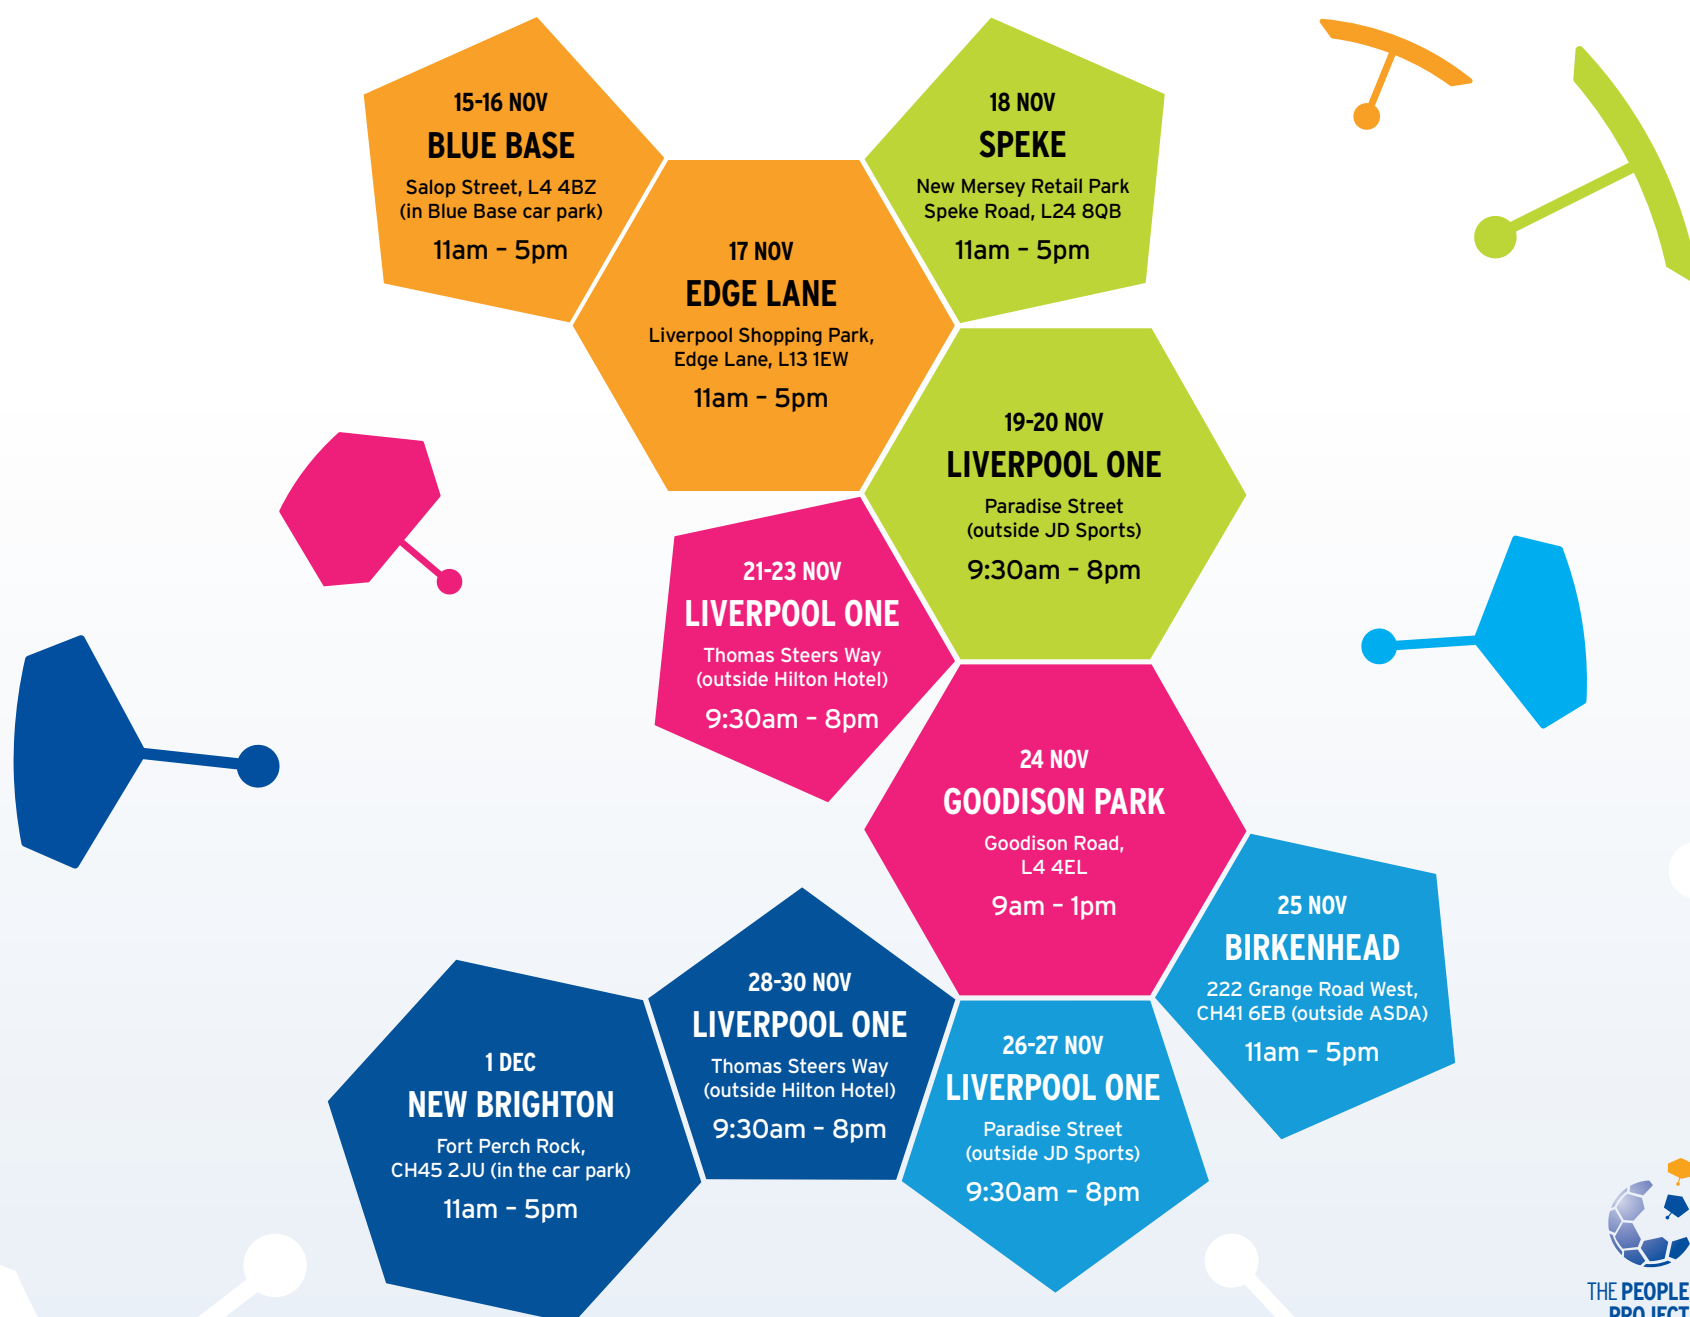 15-16 NOV
BLUE BASE
Salop Street, L4 4BZ
(in Blue Base car park)
11am – 5pm
17 NOV
EDGE LANE
Liverpool Shopping Park,
Edge Lane, L13 1EW
11am – 5pm
18 NOV
SPEKE
New Mersey Retail Park
Speke Road, L24 8QB
11am – 5pm
19-20 NOV
LIVERPOOL ONE
Paradise Street
(outside JD Sports)
9:30am – 8pm
21-23 NOV
LIVERPOOL ONE
Thomas Steers Way
(outside Hilton Hotel)
9:30am – 8pm
24 NOV
GOODISON PARK
Goodison Road,
L4 4EL
9am – 1pm
25 NOV
BIRKENHEAD
222 Grange Road West,
CH41 6EB (outside ASDA)
11am – 5pm
26-27 NOV
LIVERPOOL ONE
Paradise Street
(outside JD Sports)
9:30am – 8pm
28-30 NOV
LIVERPOOL ONE
Thomas Steers Way
(outside Hilton Hotel)
9:30am – 8pm
1 DEC
NEW BRIGHTON
Fort Perch Rock,
CH45 2JU (in the car park)
11am – 5pm
THE PEOPLE
PROJECT